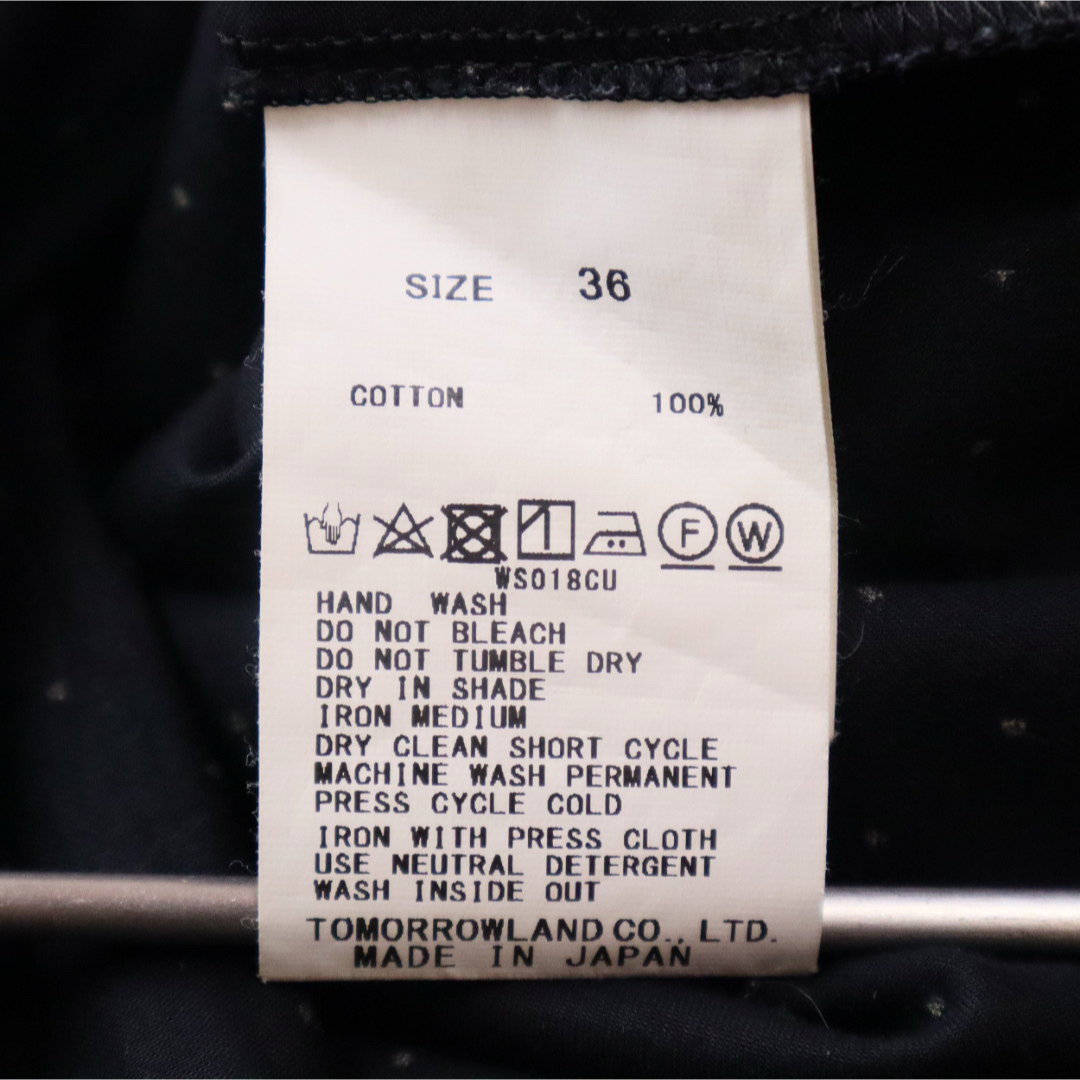 SIZE 36
COTTON 100%
F W
WS018CU
HAND WASH
DO NOT BLEACH
DO NOT TUMBLE DRY
DRY IN SHADE
IRON MEDIUM
DRY CLEAN SHORT CYCLE
MACHINE WASH PERMANENT
PRESS CYCLE COLD
IRON WITH PRESS CLOTH
USE NEUTRAL DETERGENT
WASH INSIDE OUT
TOMORROWLAND CO., LTD.
MADE IN JAPAN